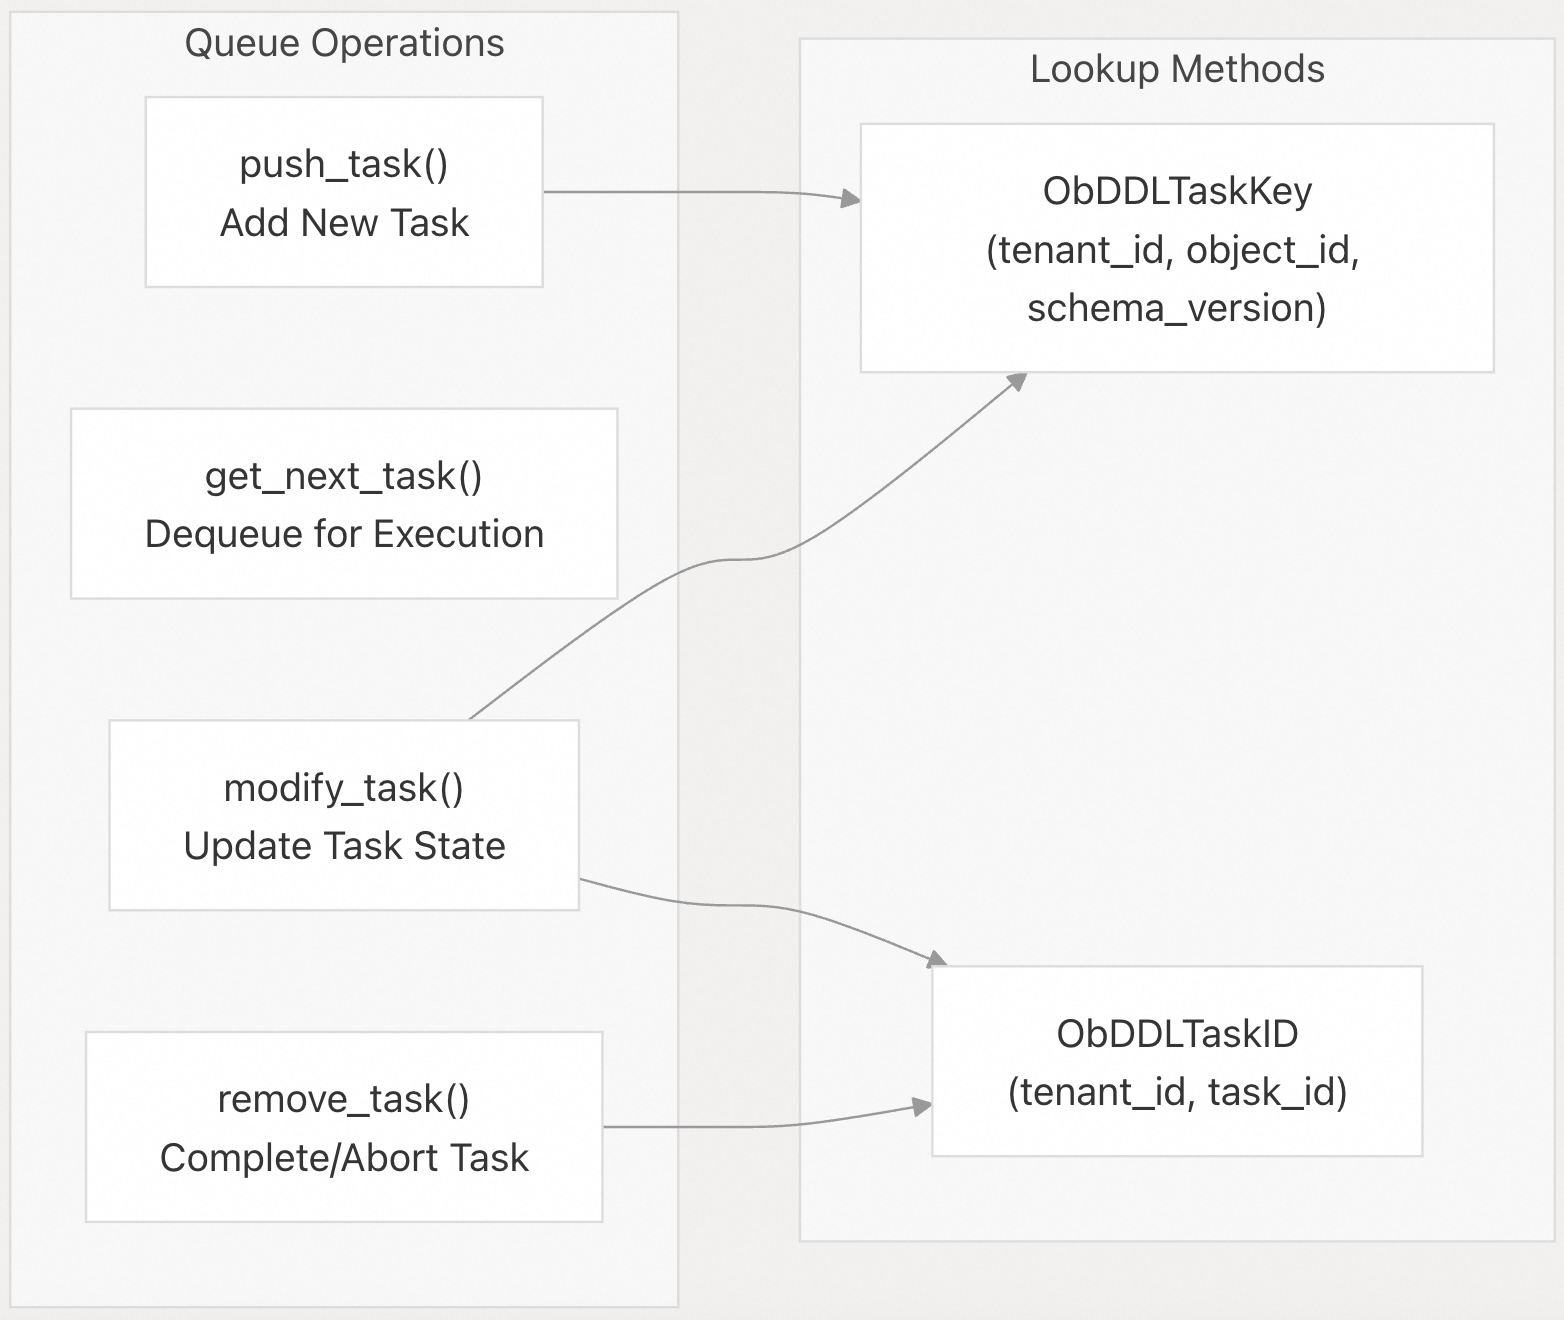 Queue Operations
push_task()
Add New Task
get_next_task()
Dequeue for Execution
modify_task()
Update Task State
remove_task()
Complete/Abort Task
Lookup Methods
ObDDLTaskKey
(tenant_id, object_id,
schema_version)
ObDDLTaskID
(tenant_id, task_id)